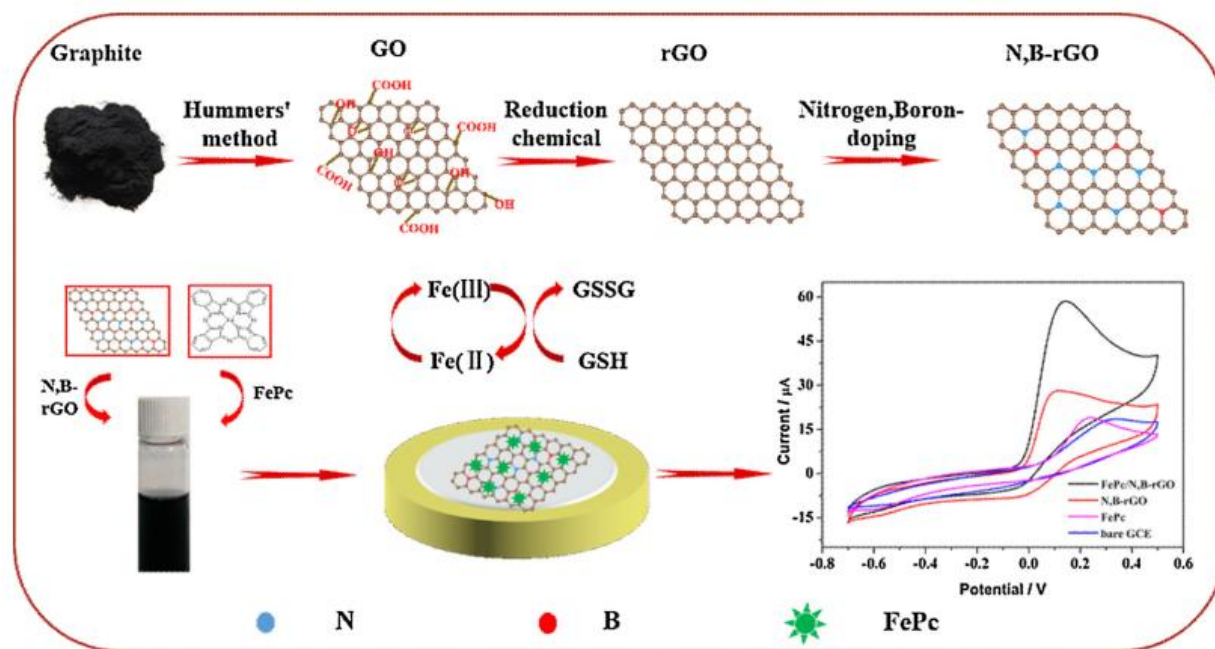 Graphite
GO
rGO
N,B-rGO
Hummers'
method
Reduction
chemical
Nitrogen,Boron-
doping
COOH
OH
COOH
OH
COOH
OH
OH
COOH
N,B-
rGO
FePc
Fe(III)
Fe(II)
GSSG
GSH
60
45
30
15
0
-15
Current / μA
FePc/N,B-rGO
N,B-rGO
FePc
bare GCE
-0.8
-0.6
-0.4
-0.2
0.0
0.2
0.4
0.6
Potential / V
N
B
FePc